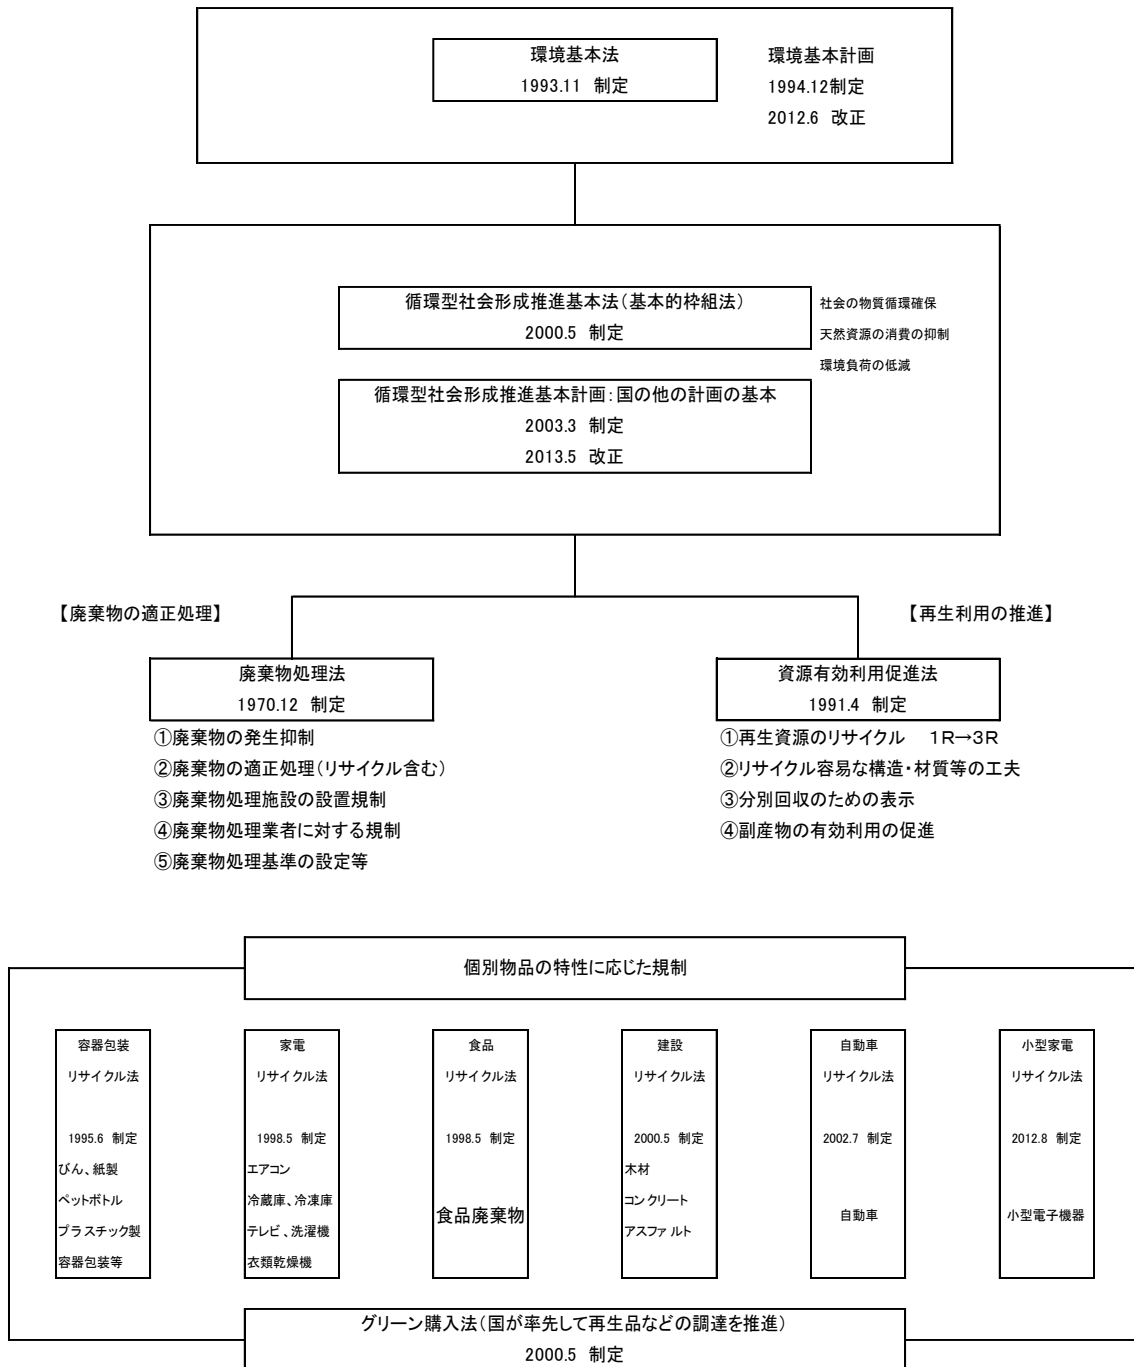 環境基本法
1993.11 制定
環境基本計画
1994.12制定
2012.6 改正
循環型社会形成推進基本法(基本的枠組法)
2000.5 制定
社会の物質循環確保
天然資源の消費の抑制
環境負荷の低減
循環型社会形成推進基本計画:国の他の計画の基本
2003.3 制定
2013.5 改正
【廃棄物の適正処理】
【再生利用の推進】
廃棄物処理法
1970.12 制定
①廃棄物の発生抑制
②廃棄物の適正処理(リサイクル含む)
③廃棄物処理施設の設置規制
④廃棄物処理業者に対する規制
⑤廃棄物処理基準の設定等
資源有効利用促進法
1991.4 制定
①再生資源のリサイクル 1R→3R
②リサイクル容易な構造・材質等の工夫
③分別回収のための表示
④副産物の有効利用の促進
個別物品の特性に応じた規制
容器包装
リサイクル法
1995.6 制定
びん、紙製
ペットボトル
プラスチック製
容器包装等
家電
リサイクル法
1998.5 制定
エアコン
冷蔵庫、冷凍庫
テレビ、洗濯機
衣類乾燥機
食品
リサイクル法
1998.5 制定
食品廃棄物
建設
リサイクル法
2000.5 制定
木材
コンクリート
アスファルト
自動車
リサイクル法
2002.7 制定
自動車
小型家電
リサイクル法
2012.8 制定
小型電子機器
グリーン購入法(国が率先して再生品などの調達を推進)
2000.5 制定